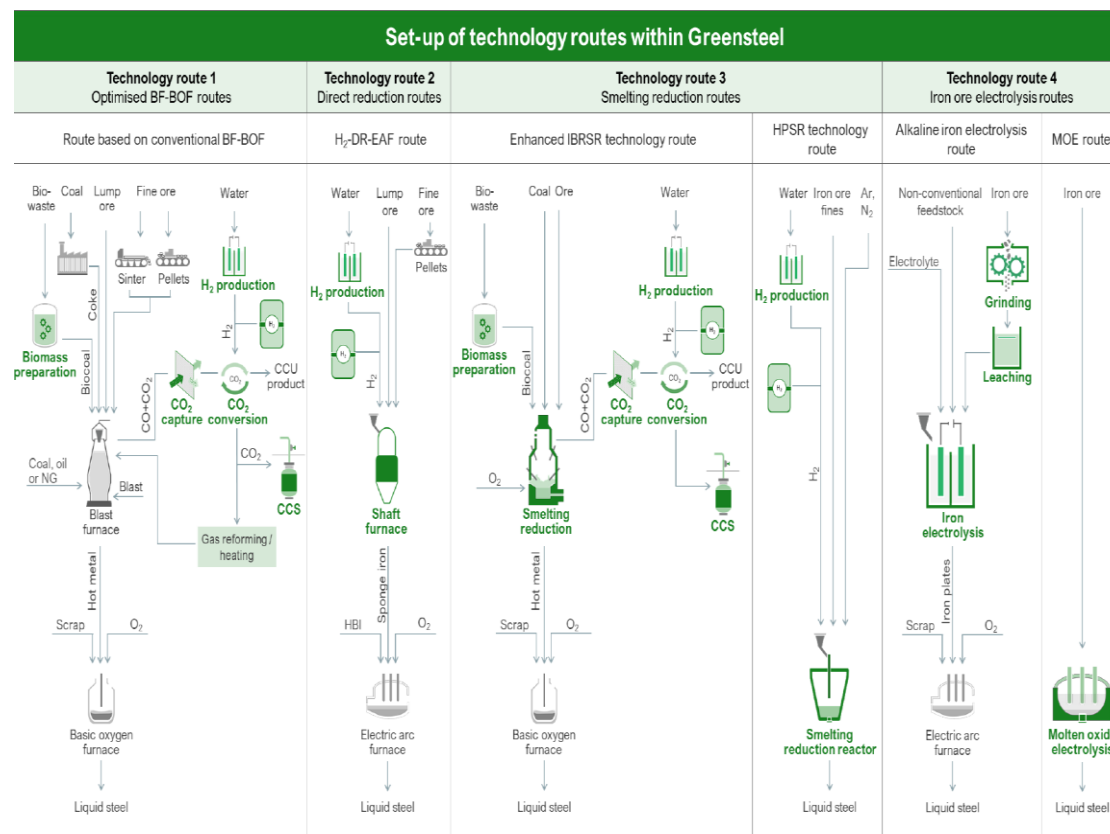 Set-up of technology routes within Greensteel
Technology route 1
Optimised BF-BOF routes
Technology route 2
Direct reduction routes
Technology route 3
Smelting reduction routes
Technology route 4
Iron ore electrolysis routes
Route based on conventional BF-BOF
H₂-DR-EAF route
Enhanced IBRSR technology route
HPSR technology
route
Alkaline iron electrolysis
route
MOE route
Bio-
waste
Coal
Lump
ore
Fine ore
Water
Sinter
Pellets
H₂ production
Coke
H₂
H₂
Biomass
preparation
Biocoal
CO+CO₂
CO₂
capture
CO₂
CO₂
conversion
CCU
product
CO₂
CCS
Coal, oil
or NG
Blast
Blast
furnace
Gas reforming /
heating
Hot metal
Scrap
O₂
Basic oxygen
furnace
Liquid steel
Water
Lump
ore
Fine
ore
Pellets
H₂ production
H₂
H₂
Shaft
furnace
Sponge iron
HBI
O₂
Electric arc
furnace
Liquid steel
Bio-
waste
Coal
Ore
Water
H₂ production
H₂
H₂
Biomass
preparation
Biocoal
CO+CO₂
CO₂
capture
CO₂
CO₂
conversion
CCU
product
CCS
O₂
Smelting
reduction
Hot metal
Scrap
O₂
Basic oxygen
furnace
Liquid steel
Water
Iron ore
fines
Ar,
N₂
H₂ production
H₂
H₂
Smelting
reduction reactor
Liquid steel
Non-conventional
feedstock
Iron ore
Electrolyte
Grinding
Leaching
Iron
electrolysis
Iron plates
Scrap
O₂
Electric arc
furnace
Liquid steel
Iron ore
Molten oxid
electrolysis
Liquid steel